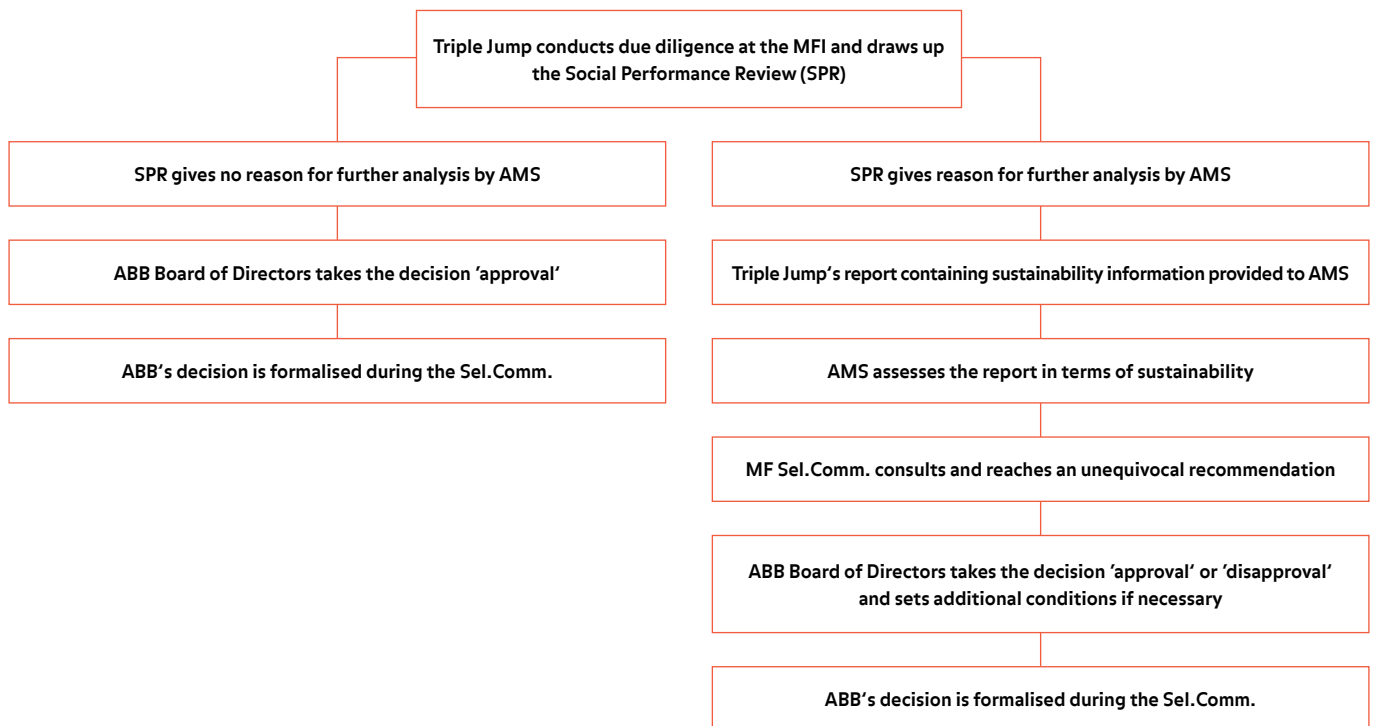 Triple Jump conducts due diligence at the MFI and draws up
the Social Performance Review (SPR)
SPR gives no reason for further analysis by AMS
ABB Board of Directors takes the decision ′approval‘
ABB‘s decision is formalised during the Sel.Comm.
SPR gives reason for further analysis by AMS
Triple Jump‘s report containing sustainability information provided to AMS
AMS assesses the report in terms of sustainability
MF Sel.Comm. consults and reaches an unequivocal recommendation
ABB Board of Directors takes the decision ′approval‘ or ′disapproval‘
and sets additional conditions if necessary
ABB‘s decision is formalised during the Sel.Comm.